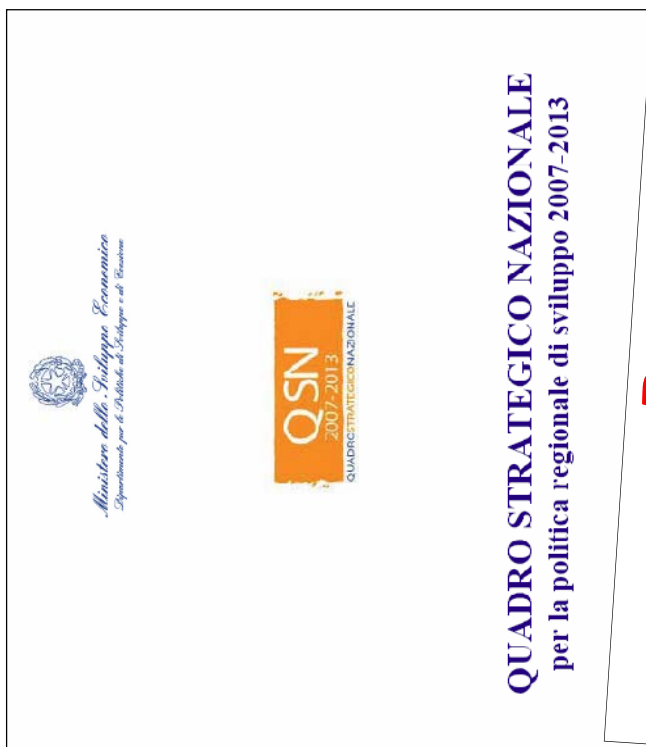 Ministero dello Sviluppo Economico
Dipartimento per le Politiche di Sviluppo e di Coesione
QSN
2007-2013
QUADROSTRATEGICONAZIONALE
QUADRO STRATEGICO NAZIONALE
per la politica regionale di sviluppo 2007-2013